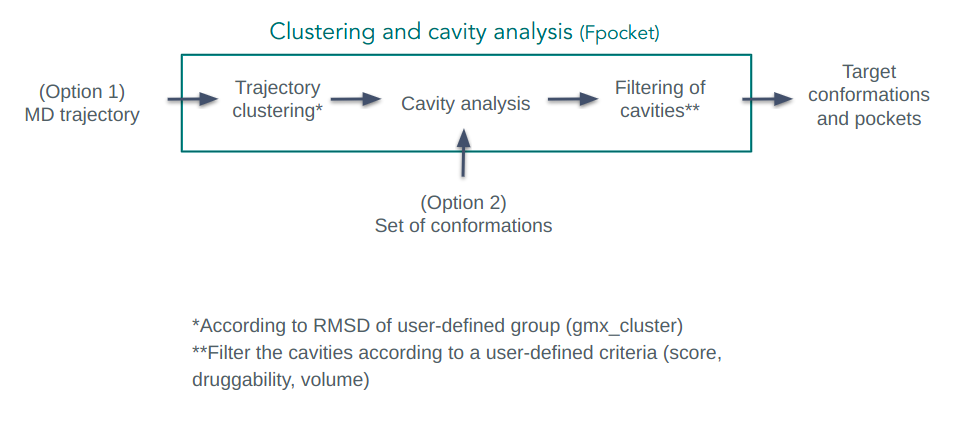 Clustering and cavity analysis (Fpocket)
(Option 1)
MD trajectory
Trajectory
clustering*
Cavity analysis
Filtering of
cavities**
Target
conformations
and pockets
(Option 2)
Set of conformations
*According to RMSD of user-defined group (gmx_cluster)
**Filter the cavities according to a user-defined criteria (score,
druggability, volume)